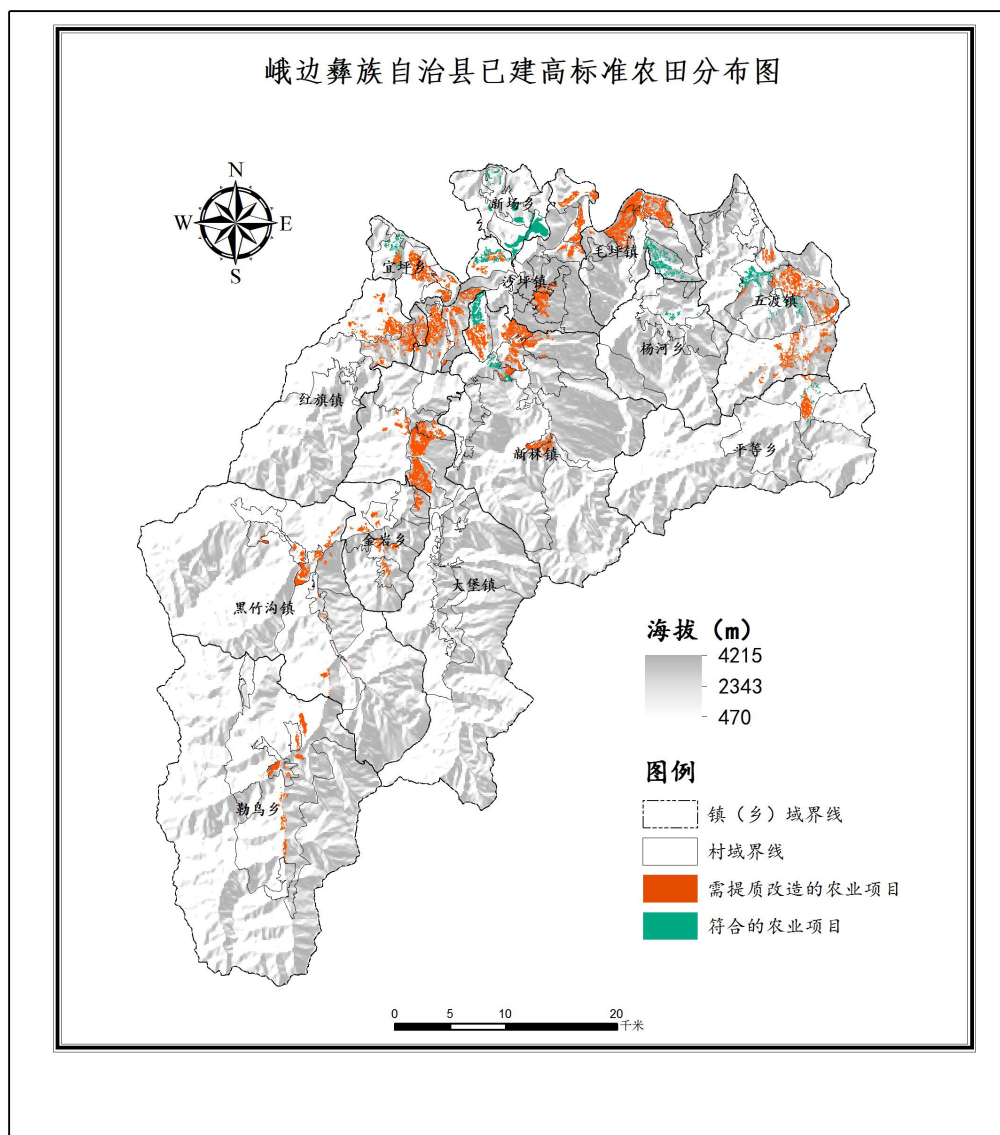 峨边彝族自治县已建高标准农田分布图
N
W
E
S
新场乡
毛坪镇
宜坪乡
沙坪镇
五渡镇
杨河乡
红旗镇
新林镇
平等乡
金岩乡
大堡镇
黑竹沟镇
勒乌乡
海拔（m）
4215
2343
470
图例
镇（乡）域界线
村域界线
需提质改造的农业项目
符合的农业项目
0 5 10 20
千米